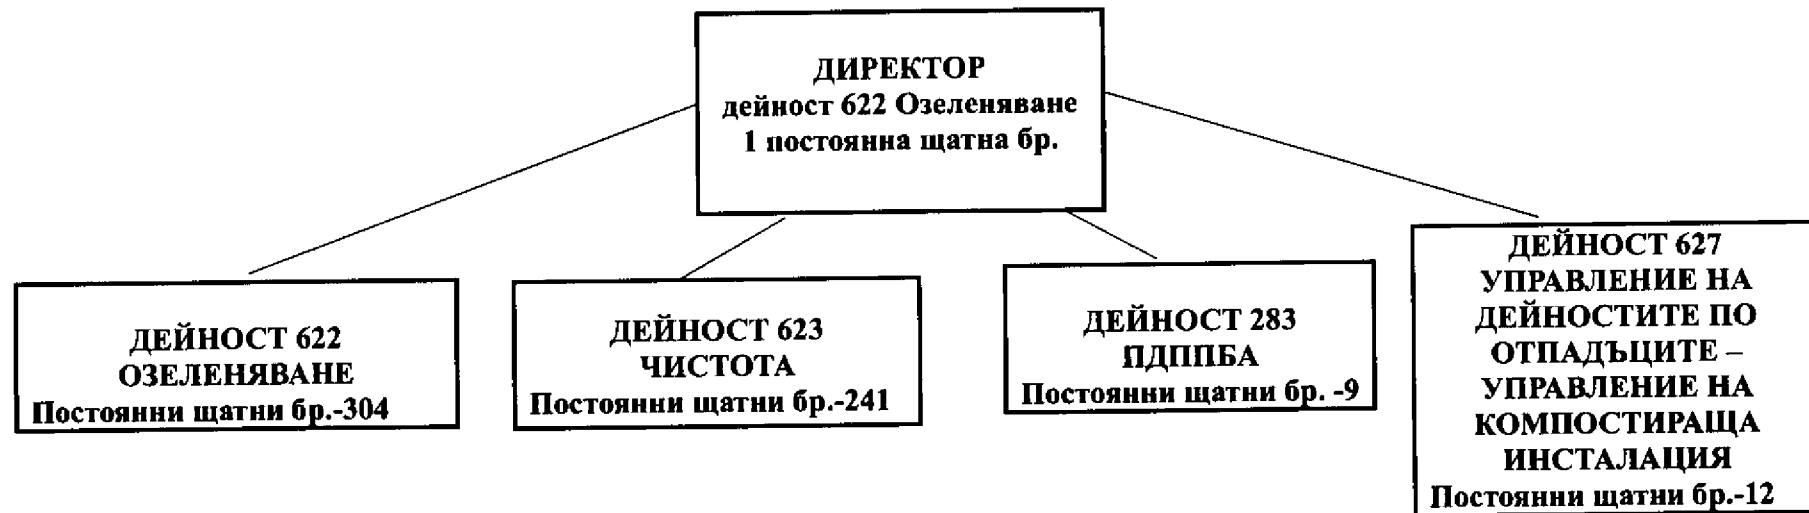 ДИРЕКТОР
дейност 622 Озеленяване
1 постоянна щатна бр.
ДЕЙНОСТ 622
ОЗЕЛЕНЯВАНЕ
Постоянни щатни бр.-304
ДЕЙНОСТ 623
ЧИСТОТА
Постоянни щатни бр.-241
ДЕЙНОСТ 283
ПДППБА
Постоянни щатни бр. -9
ДЕЙНОСТ 627
УПРАВЛЕНИЕ НА
ДЕЙНОСТИТЕ ПО
ОТПАДЪЦИТЕ –
УПРАВЛЕНИЕ НА
КОМПОСТИРАЩА
ИНСТАЛАЦИЯ
Постоянни щатни бр.-12